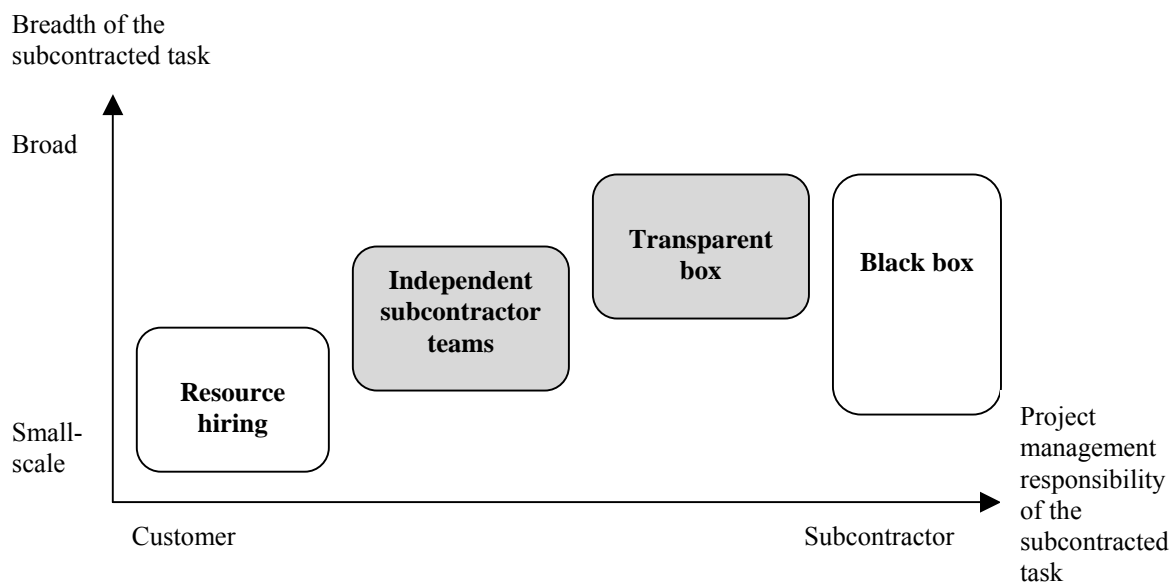 Breadth of the
subcontracted task
Broad
Transparent
box
Black box
Independent
subcontractor
teams
Resource
hiring
Small-
scale
Project
management
responsibility
of the
subcontracted
task
Customer
Subcontractor